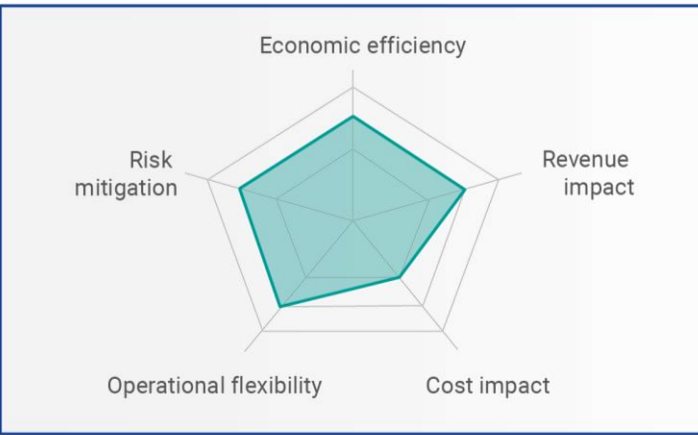 Economic efficiency
Risk
mitigation
Revenue
impact
Operational flexibility
Cost impact